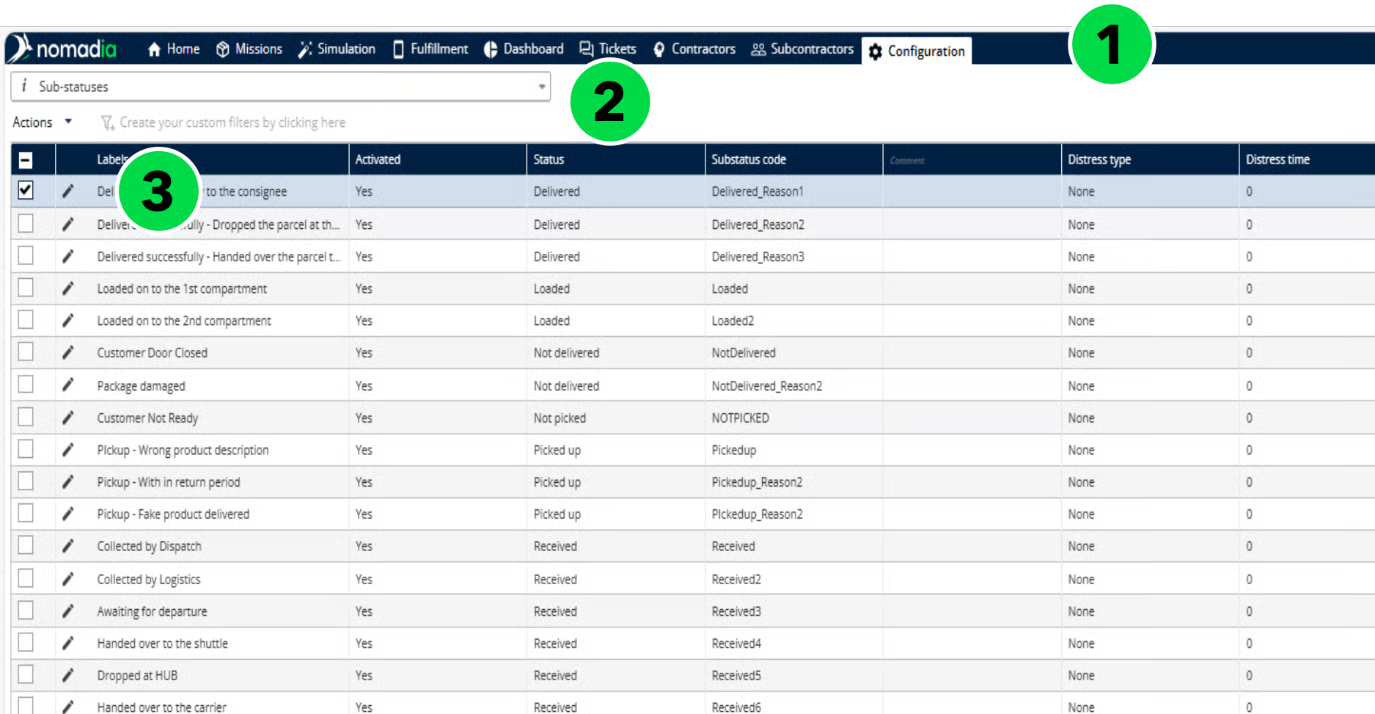 1
nomadia Home Missions Simulation Fulfillment Dashboard Tickets Contractors Subcontractors Configuration
i Sub-statuses
2
Actions Create your custom filters by clicking here
Labels Activated Status Substatus code Comment Distress type Distress time
3
to the consignee Yes Delivered Delivered_Reason1 None 0
Dropped the parcel at th... Yes Delivered Delivered_Reason2 None 0
Delivered successfully - Handed over the parcel t... Yes Delivered Delivered_Reason3 None 0
Loaded on to the 1st compartment Yes Loaded Loaded None 0
Loaded on to the 2nd compartment Yes Loaded Loaded2 None 0
Customer Door Closed Yes Not delivered NotDelivered None 0
Package damaged Yes Not delivered NotDelivered_Reason2 None 0
Customer Not Ready Yes Not picked NOTPICKED None 0
PIckup - Wrong product description Yes Picked up Pickedup None 0
Pickup - With in return period Yes Picked up Pickedup_Reason2 None 0
Pickup - Fake product delivered Yes Picked up PIckedup_Reason2 None 0
Collected by Dispatch Yes Received Received None 0
Collected by Logistics Yes Received Received2 None 0
Awaiting for departure Yes Received Received3 None 0
Handed over to the shuttle Yes Received Received4 None 0
Dropped at HUB Yes Received Received5 None 0
Handed over to the carrier Yes Received Received6 None 0